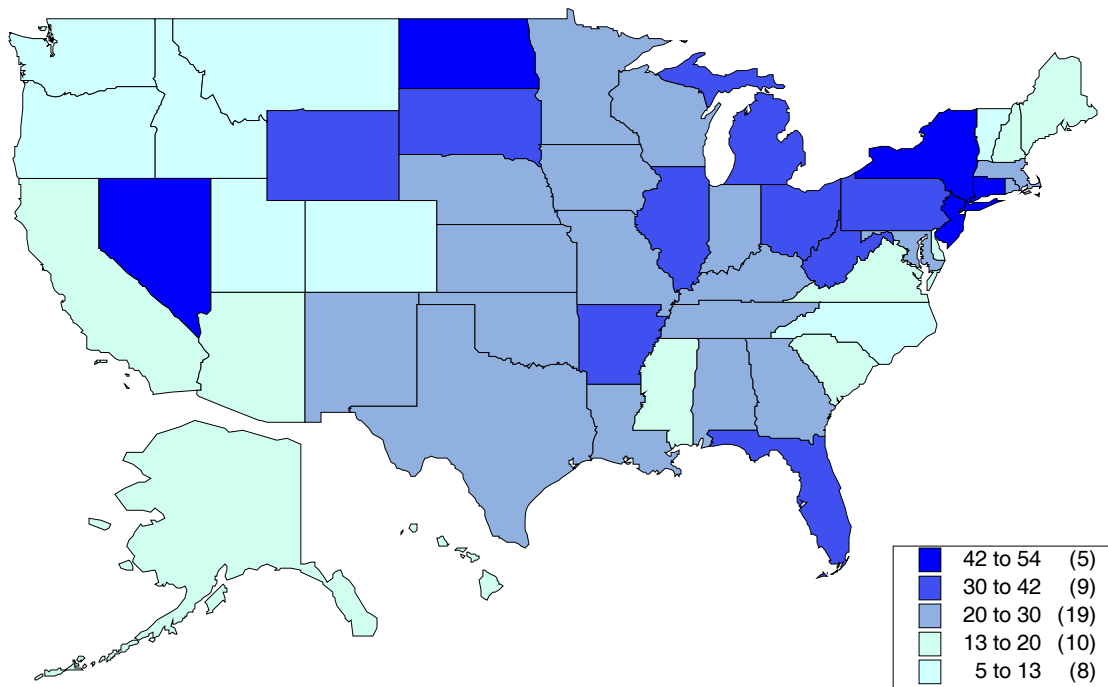 42 to 54 (5)
30 to 42 (9)
20 to 30 (19)
13 to 20 (10)
5 to 13 (8)